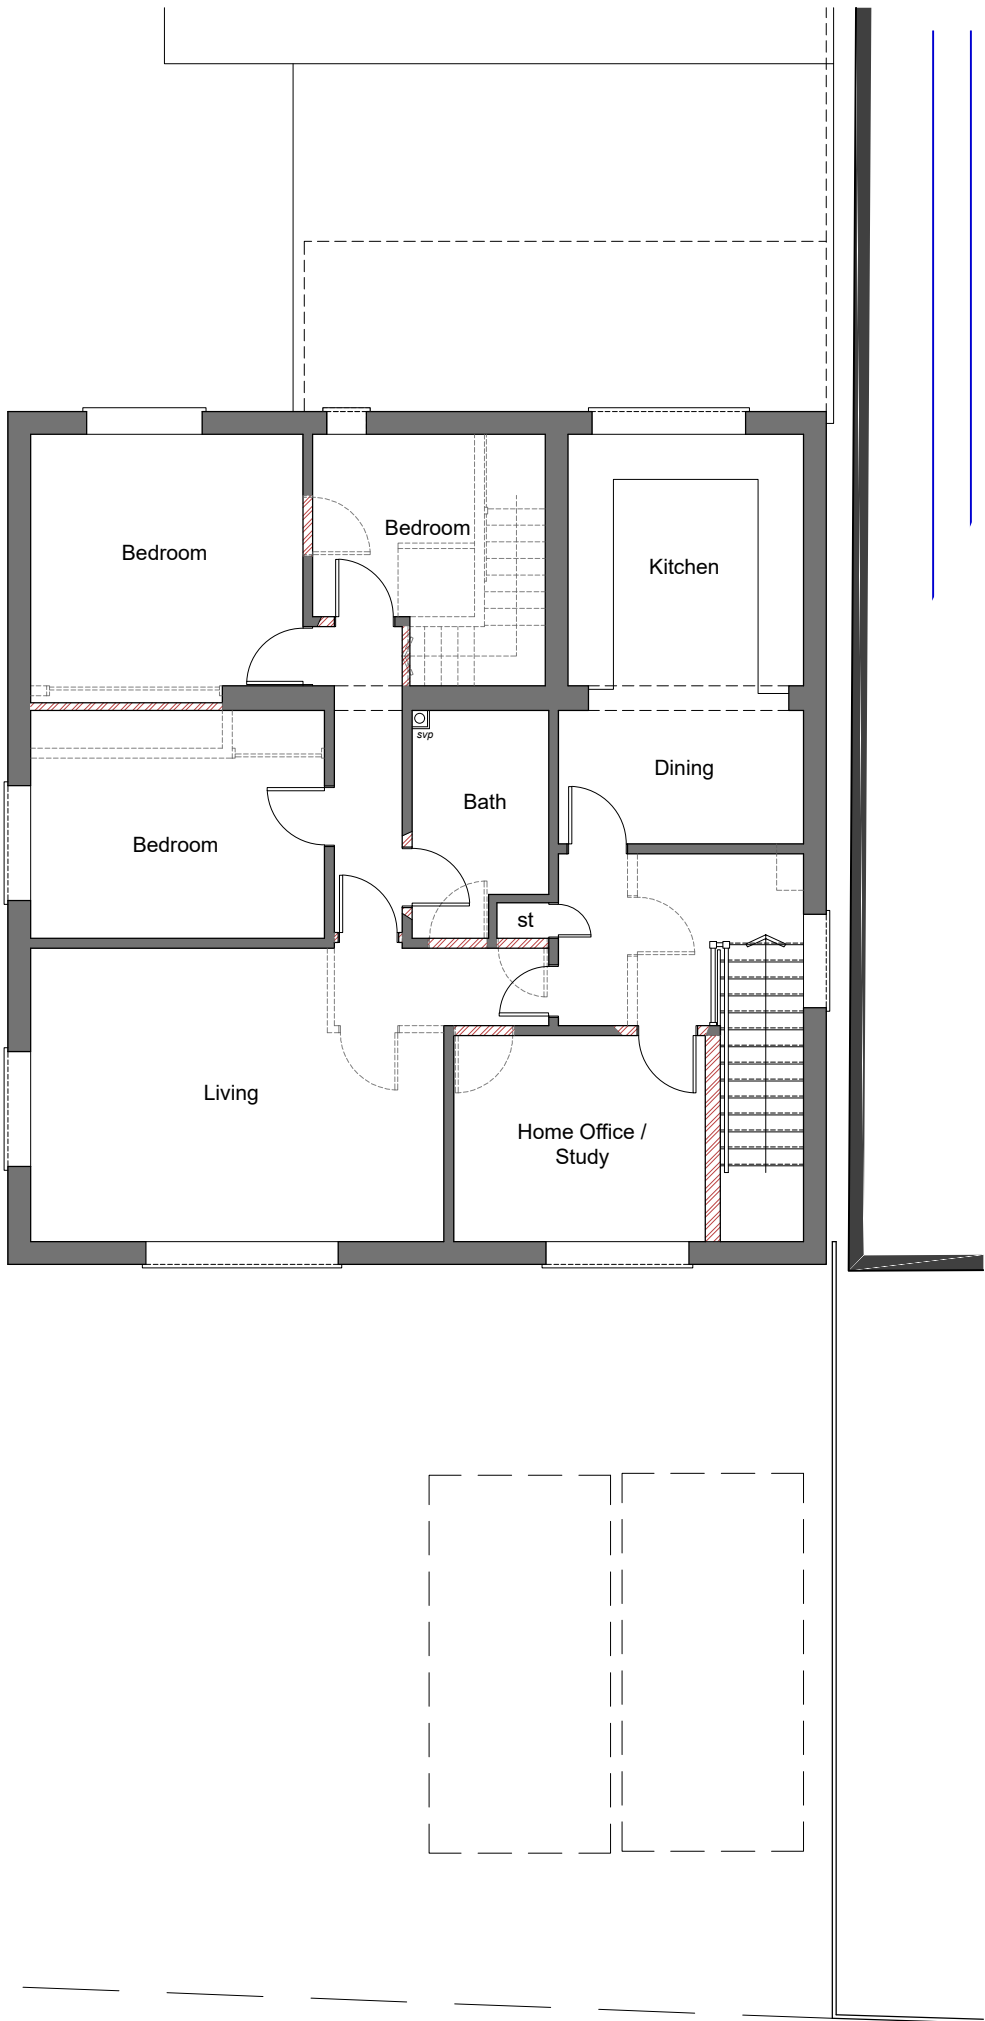 Bedroom
Bedroom
Kitchen
svp
Dining
Bath
Bedroom
st
Living
Home Office /
Study